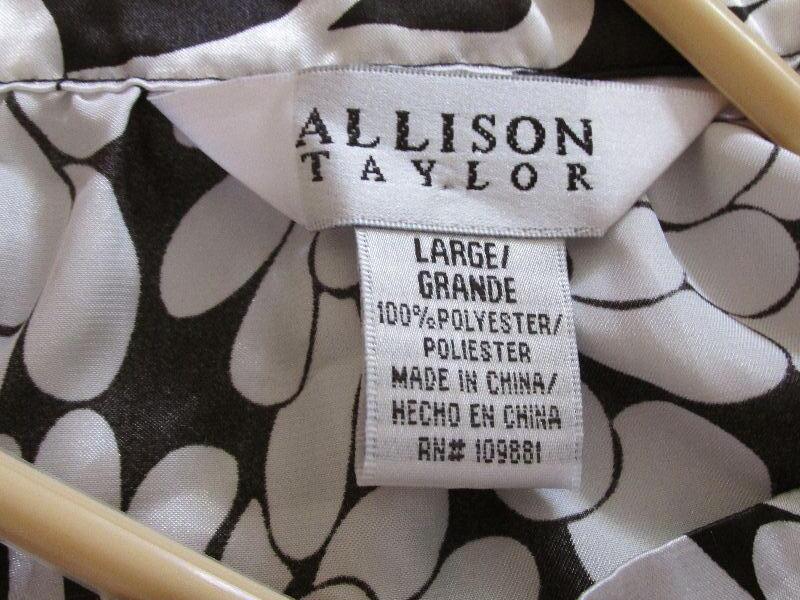 ALLISON
TAYLOR
LARGE/
GRANDE
100%POLYESTER/
POLIESTER
MADE IN CHINA/
HECHO EN CHINA
RN# 109881